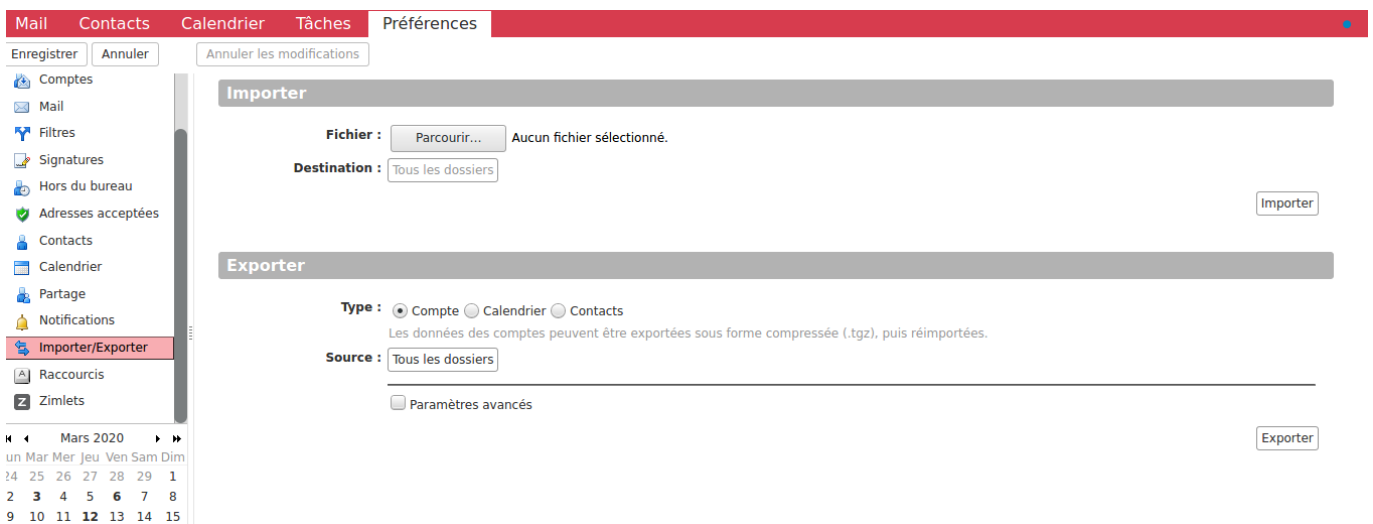 Mail Contacts Calendrier Tâches Préférences
Enregistrer Annuler Annuler les modifications
Comptes
Mail
Filtres
Signatures
Hors du bureau
Adresses acceptées
Contacts
Calendrier
Partage
Notifications
Importer/Exporter
Raccourcis
Zimlets
Mars 2020
un Mar Mer Jeu Ven Sam Dim
24 25 26 27 28 29 1
2 3 4 5 6 7 8
9 10 11 12 13 14 15
Importer
Fichier : Parcourir... Aucun fichier sélectionné.
Destination : Tous les dossiers
Importer
Exporter
Type : Compte Calendrier Contacts
Les données des comptes peuvent être exportées sous forme compressée (.tgz), puis réimportées.
Source : Tous les dossiers
Paramètres avancés
Exporter